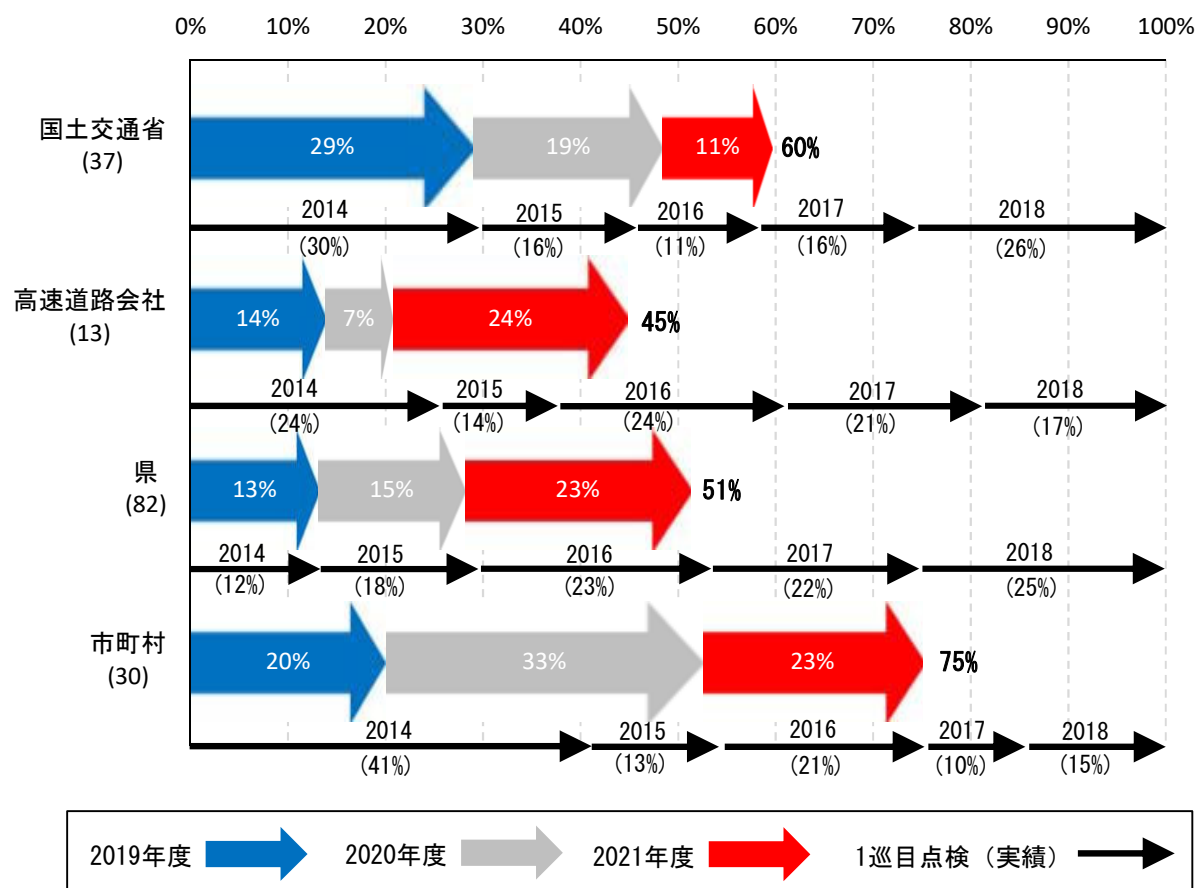 0% 10% 20% 30% 40% 50% 60% 70% 80% 90% 100%
国土交通省
(37)
29% 19% 11% 60%
2014 2015 2016 2017 2018
(30%) (16%) (11%) (16%) (26%)
高速道路会社
(13)
14% 7% 24% 45%
2014 2015 2016 2017 2018
(24%) (14%) (24%) (21%) (17%)
県
(82)
13% 15% 23% 51%
2014 2015 2016 2017 2018
(12%) (18%) (23%) (22%) (25%)
市町村
(30)
20% 33% 23% 75%
2014 2015 2016 2017 2018
(41%) (13%) (21%) (10%) (15%)
2019年度 2020年度 2021年度 1巡目点検（実績）